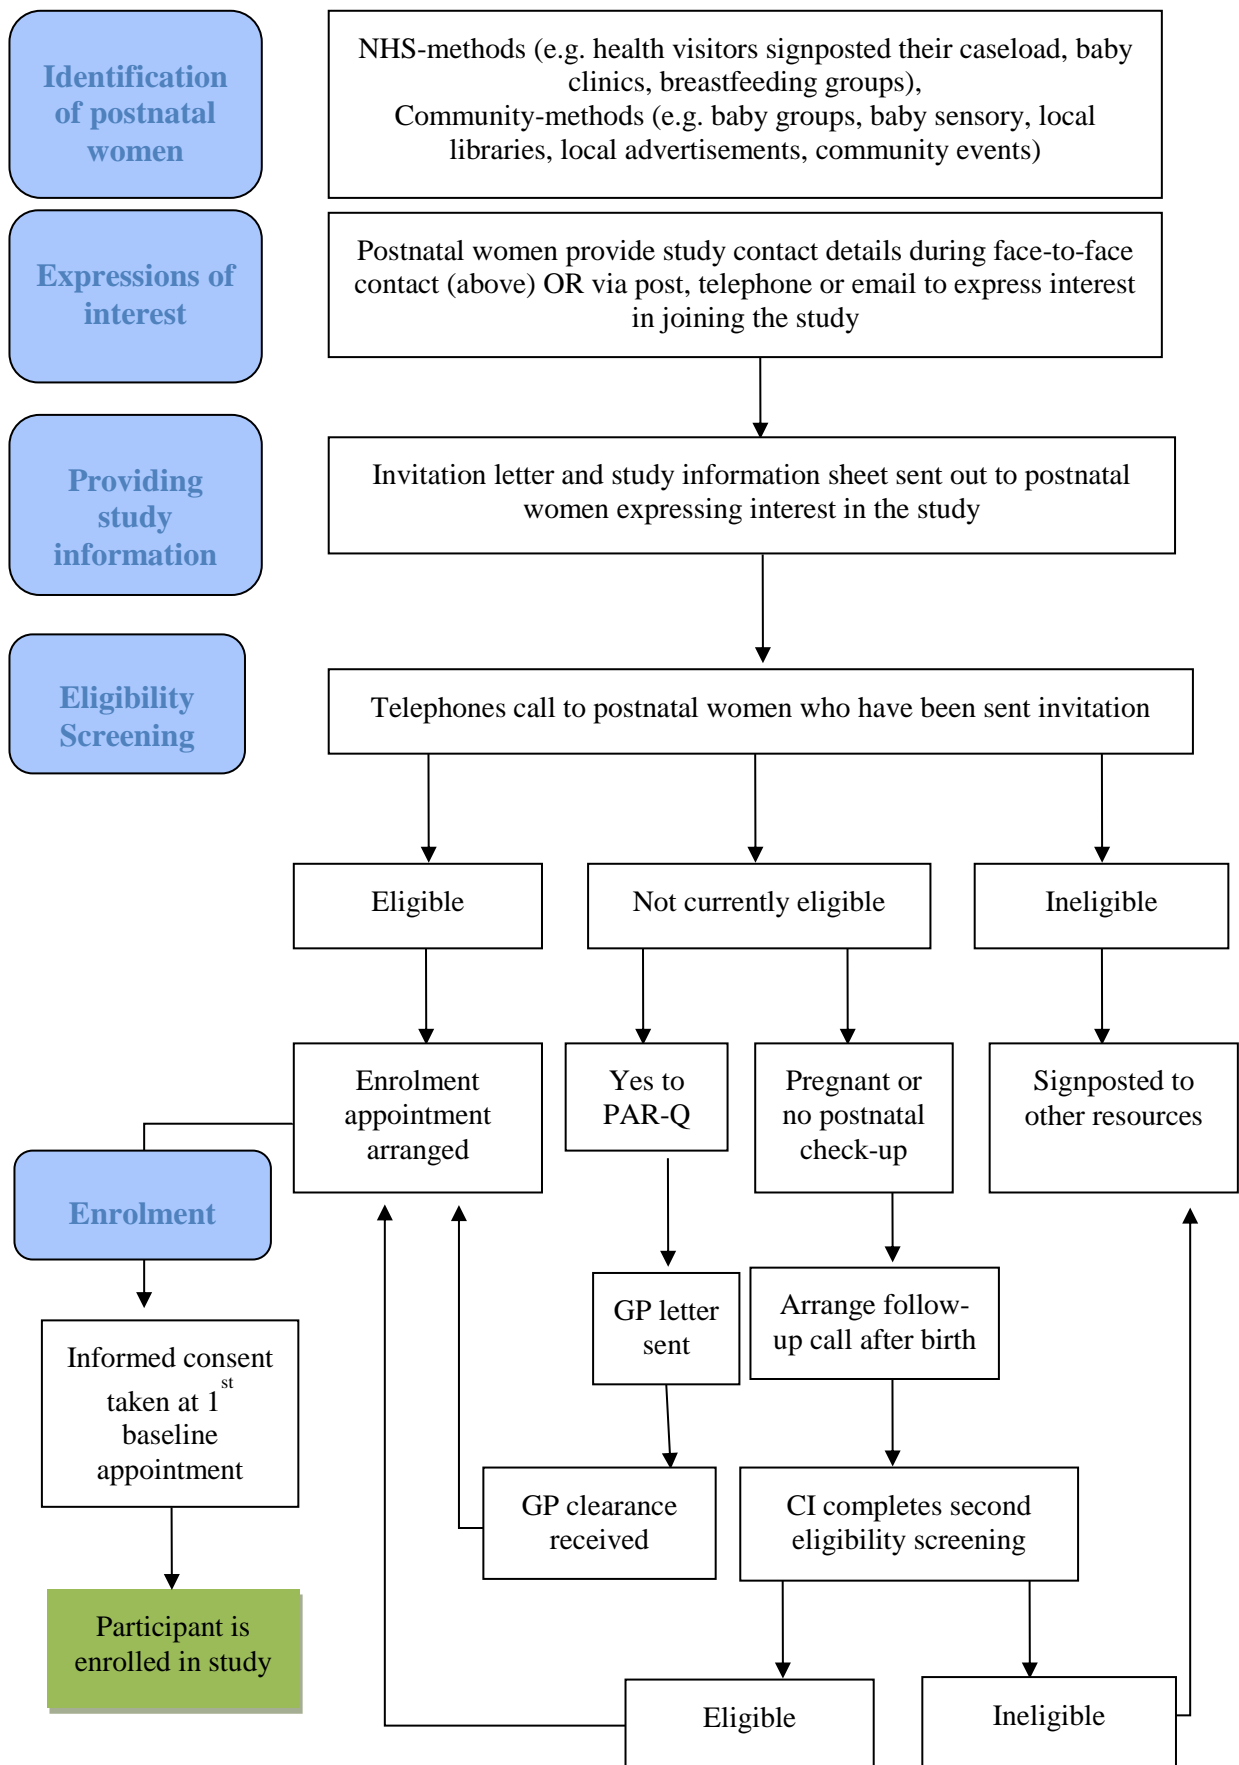 Identification
of postnatal
women
NHS-methods (e.g. health visitors signposted their caseload, baby
clinics, breastfeeding groups),
Community-methods (e.g. baby groups, baby sensory, local
libraries, local advertisements, community events)
Expressions of
interest
Postnatal women provide study contact details during face-to-face
contact (above) OR via post, telephone or email to express interest
in joining the study
Providing
study
information
Invitation letter and study information sheet sent out to postnatal
women expressing interest in the study
Eligibility
Screening
Telephones call to postnatal women who have been sent invitation
Eligible
Not currently eligible
Ineligible
Enrolment
appointment
arranged
Yes to
PAR-Q
Pregnant or
no postnatal
check-up
Signposted to
other resources
Enrolment
GP letter
sent
Arrange follow-
up call after birth
Informed consent
taken at 1st
baseline
appointment
GP clearance
received
CI completes second
eligibility screening
Participant is
enrolled in study
Eligible
Ineligible